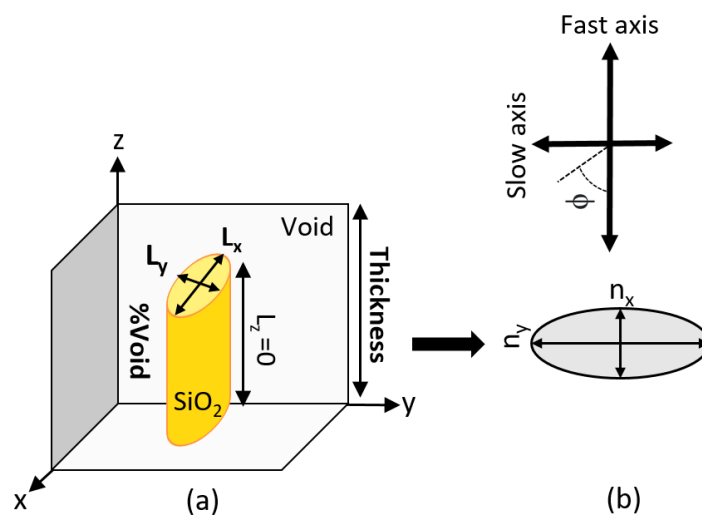 Fast axis
Slow axis
ϕ
z
Void
Lx
Ly
%Void
Lz=0
Thickness
SiO2
y
x
(a)
nx
ny
(b)